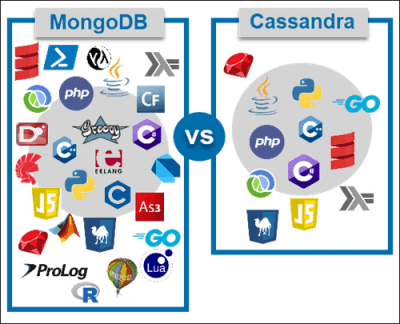 MongoDB
Cassandra
vs
php
CF
D
groovy
C#
C++
e
ERLANG
JS
C
As3
GO
ProLog
Lua
R
GO
C++
php
C#
JS